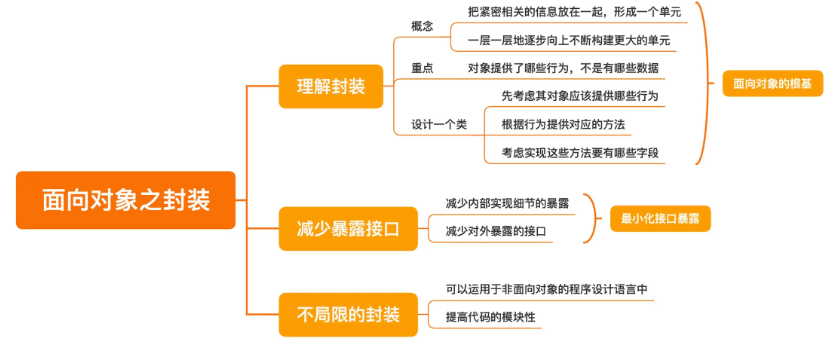 面向对象之封装
理解封装
概念
把紧密相关的信息放在一起，形成一个单元
一层一层地逐步向上不断构建更大的单元
重点
对象提供了哪些行为，不是有哪些数据
设计一个类
先考虑其对象应该提供哪些行为
根据行为提供对应的方法
考虑实现这些方法要有哪些字段
面向对象的根基
减少暴露接口
减少内部实现细节的暴露
减少对外暴露的接口
最小化接口暴露
不局限的封装
可以运用于非面向对象的程序设计语言中
提高代码的模块性